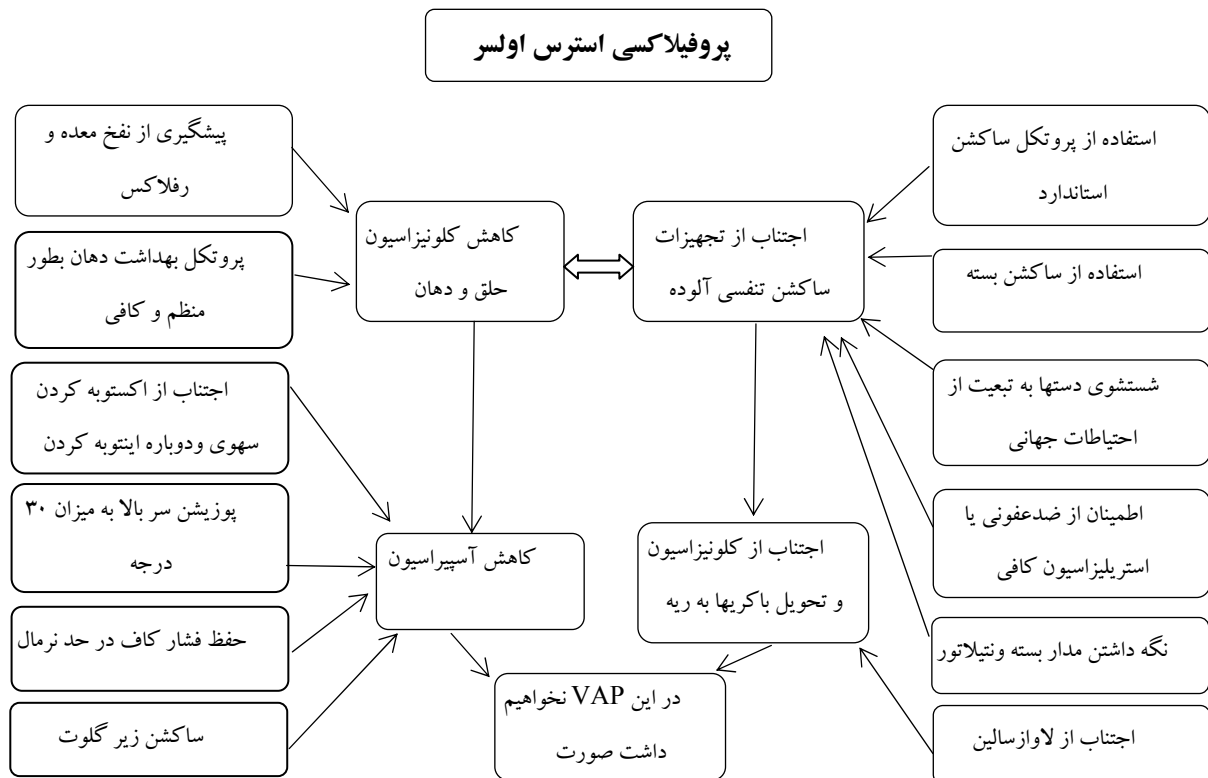 پروفیلاکسی استرس اولسر
استفاده از پروتکل ساکشن
استاندارد
استفاده از ساکشن بسته
شستشوی دستها به تبعیت از
احتیاطات جهانی
اطمینان از ضدعفونی یا
استریلیزاسیون کافی
نگه داشتن مدار بسته ونتیلاتور
اجتناب از لاوازسالین
اجتناب از تجهیزات
ساکشن تنفسی آلوده
اجتناب از کلونیزاسیون
و تحویل باکریها به ریه
کاهش کلونیزاسیون
حلق و دهان
کاهش آسپیراسیون
در این VAP نخواهیم
داشت صورت
پیشگیری از نفخ معده و
رفلاکس
پروتکل بهداشت دهان بطور
منظم و کافی
اجتناب از اکستوبه کردن
سهوی ودوباره اینتوبه کردن
پوزیشن سر بالا به میزان ۳۰
درجه
حفظ فشار کاف در حد نرمال
ساکشن زیر گلوت